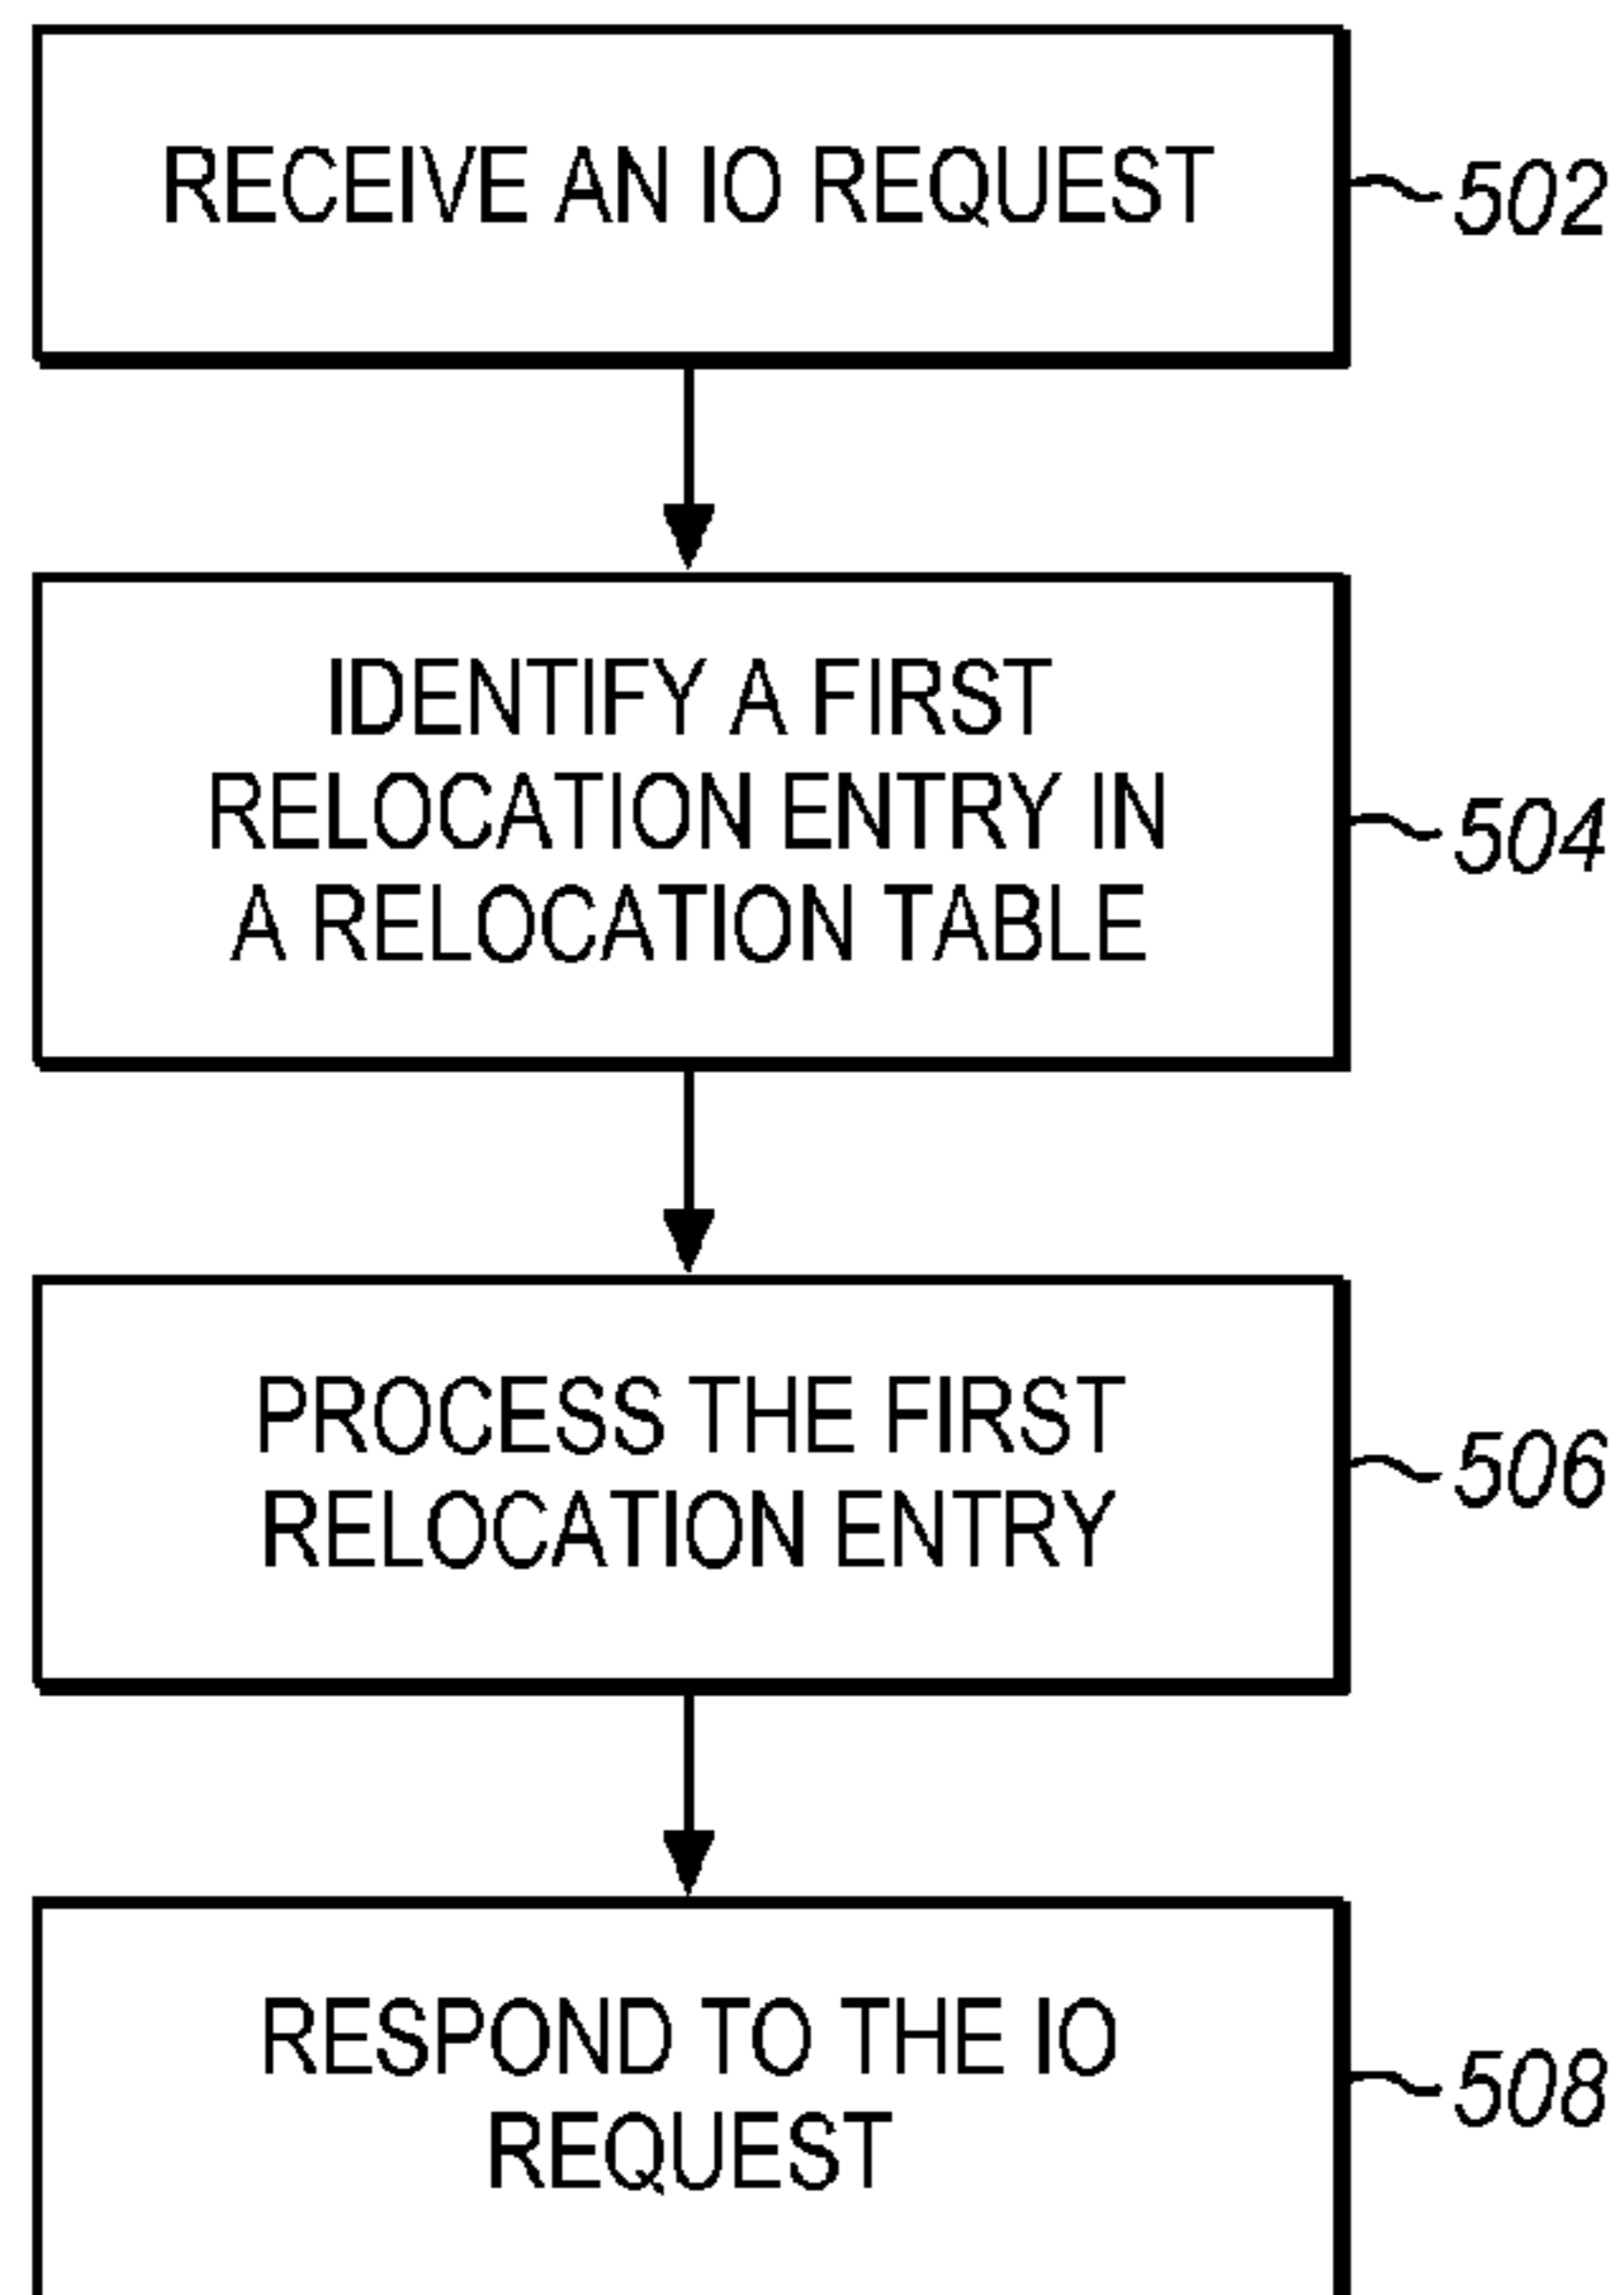 RECEIVE AN IO REQUEST
502
IDENTIFY A FIRST
RELOCATION ENTRY IN
A RELOCATION TABLE
504
PROCESS THE FIRST
RELOCATION ENTRY
506
RESPOND TO THE IO
REQUEST
508